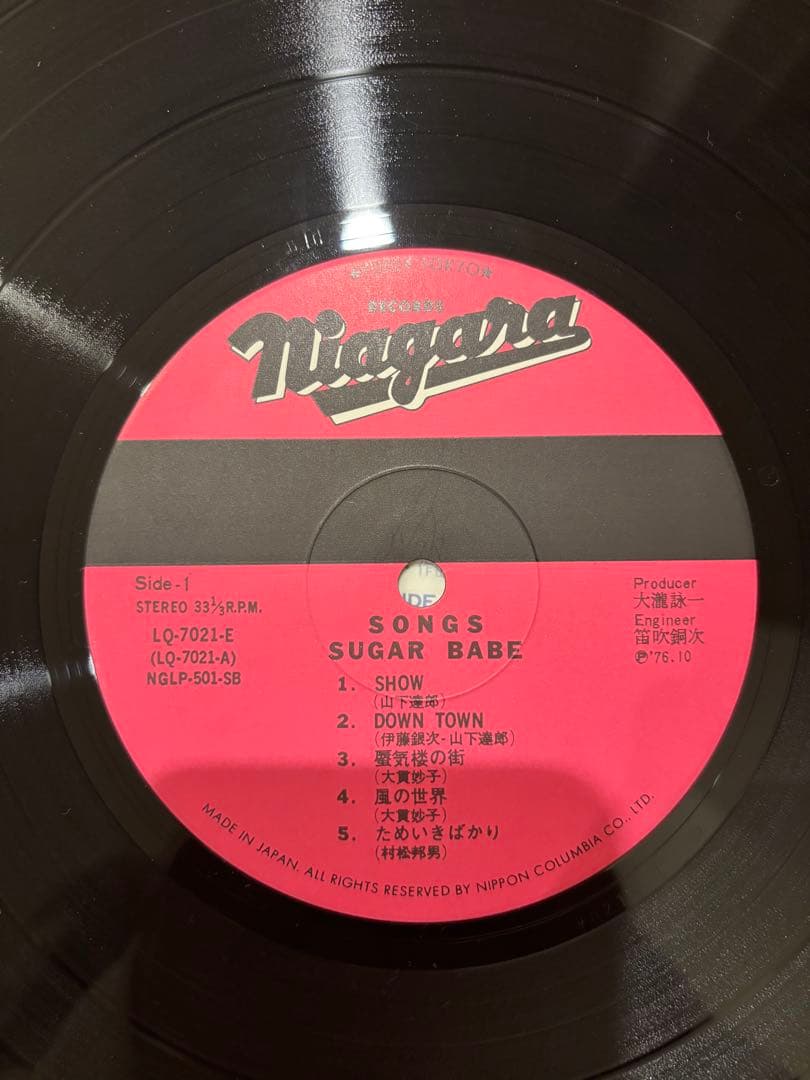 RECORDS
Niagara
Side-1
STEREO 33⅓ R.P.M.
LQ-7021-E
(LQ-7021-A)
NGLP-501-SB
SONGS
SUGAR BABE
Producer
大瀧詠一
Engineer
笛吹銅次
Ⓟ'76.10
1. SHOW
(山下達郎)
2. DOWN TOWN
(伊藤銀次-山下達郎)
3. 蜃気楼の街
(大貫妙子)
4. 風の世界
(大貫妙子)
5. ためいきばかり
(村松邦男)
MADE IN JAPAN. ALL RIGHTS RESERVED BY NIPPON COLUMBIA CO., LTD.